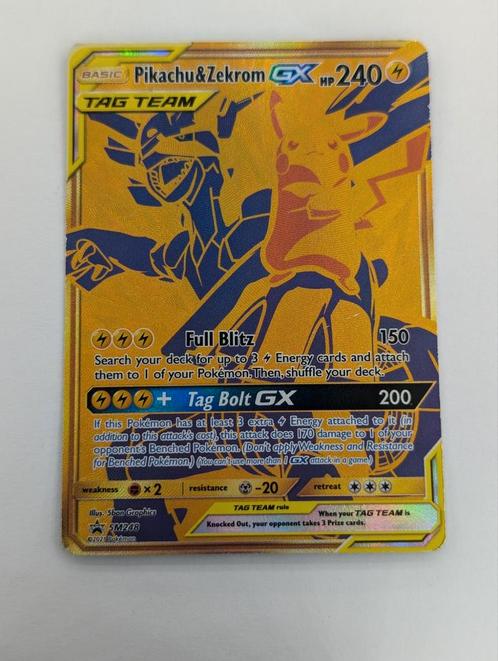 BASIC Pikachu&Zekrom GX HP 240
TAG TEAM
Full Blitz 150
Search your deck for up to 3 Energy cards and attach
them to 1 of your Pokémon. Then, shuffle your deck.
+ Tag Bolt GX 200
If this Pokémon has at least 3 extra Energy attached to it (in
addition to this attack's cost), this attack does 170 damage to 1 of your
opponent's Benched Pokémon. (Don't apply Weakness and Resistance
for Benched Pokémon.) (You can't use more than 1 GX attack in a game.)
weakness ×2 resistance -20 retreat
TAG TEAM rule
Illus. 5ban Graphics
When your TAG TEAM is
Knocked Out, your opponent takes 3 Prize cards.
SM248
Pokémon